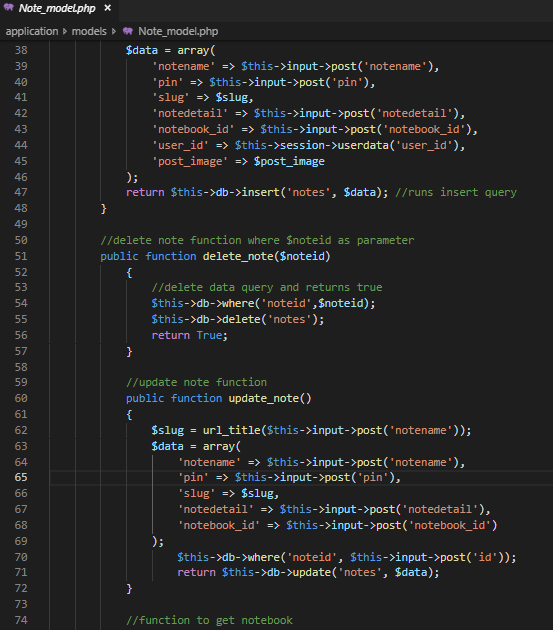 Note_model.php ×
application > models > Note_model.php
38 $data = array(
39 'notename' => $this->input->post('notename'),
40 'pin' => $this->input->post('pin'),
41 'slug' => $slug,
42 'notedetail' => $this->input->post('notedetail'),
43 'notebook_id' => $this->input->post('notebook_id'),
44 'user_id' => $this->session->userdata('user_id'),
45 'post_image' => $post_image
46 );
47 return $this->db->insert('notes', $data); //runs insert query
48 }
49
50 //delete note function where $noteid as parameter
51 public function delete_note($noteid)
52 {
53 //delete data query and returns true
54 $this->db->where('noteid',$noteid);
55 $this->db->delete('notes');
56 return True;
57 }
58
59 //update note function
60 public function update_note()
61 {
62 $slug = url_title($this->input->post('notename'));
63 $data = array(
64 'notename' => $this->input->post('notename'),
65 'pin' => $this->input->post('pin'),
66 'slug' => $slug,
67 'notedetail' => $this->input->post('notedetail'),
68 'notebook_id' => $this->input->post('notebook_id')
69 );
70 $this->db->where('noteid', $this->input->post('id'));
71 return $this->db->update('notes', $data);
72 }
73
74 //function to get notebook